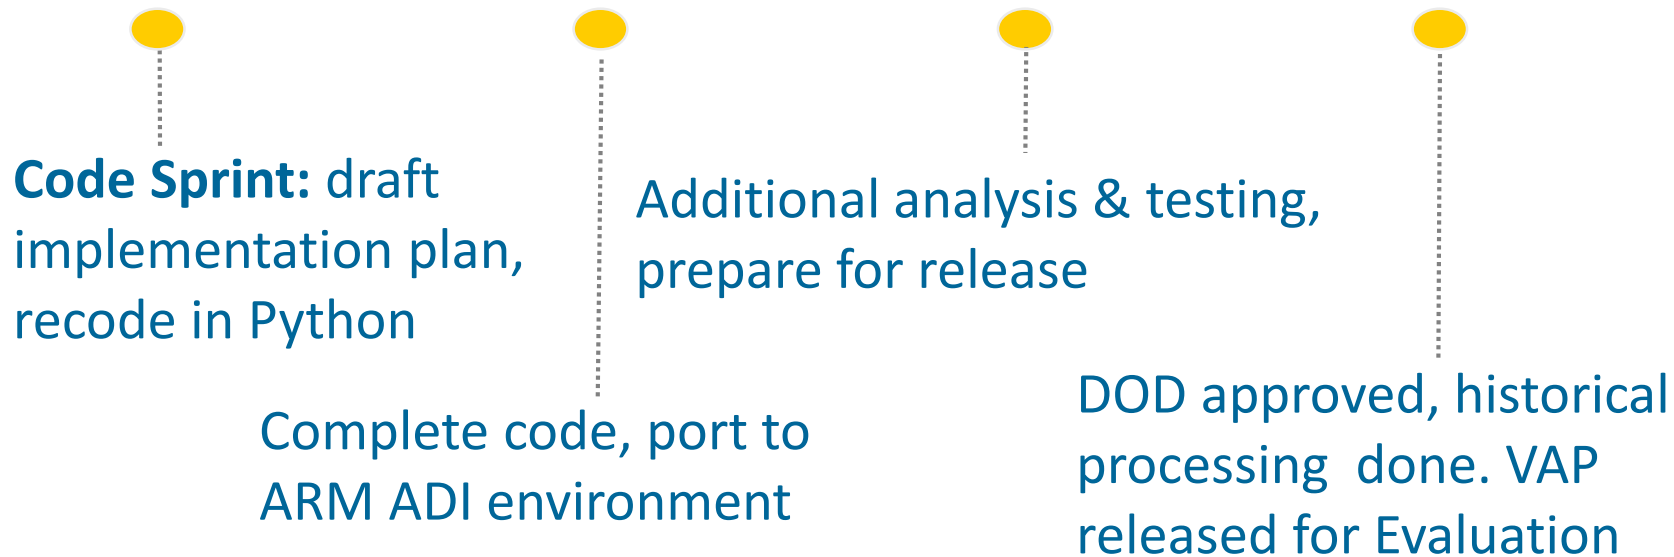 Code Sprint: draft
implementation plan,
recode in Python
Complete code, port to
ARM ADI environment
Additional analysis & testing,
prepare for release
DOD approved, historical
processing  done. VAP
released for Evaluation